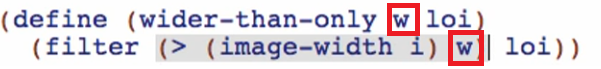 (define (wider-than-only w loi)
(filter (> (image-width i) w) loi))